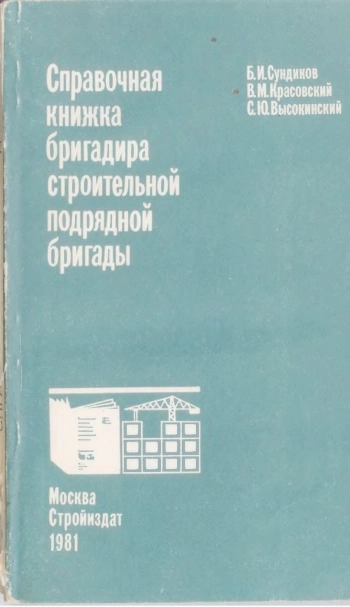 Справочная
книжка
бригадира
строительной
подрядной
бригады
Б.И.Сундиков
В.М.Красовский
С.Ю.Высокинский
Москва
Стройиздат
1981